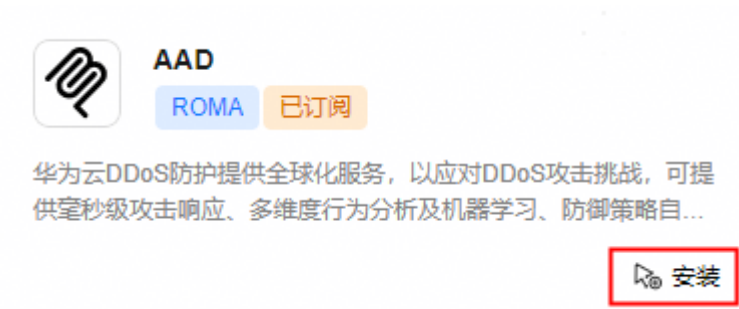 AAD
ROMA 已订阅
华为云DDoS防护提供全球化服务，以应对DDoS攻击挑战，可提
供毫秒级攻击响应、多维度行为分析及机器学习、防御策略自...
安装